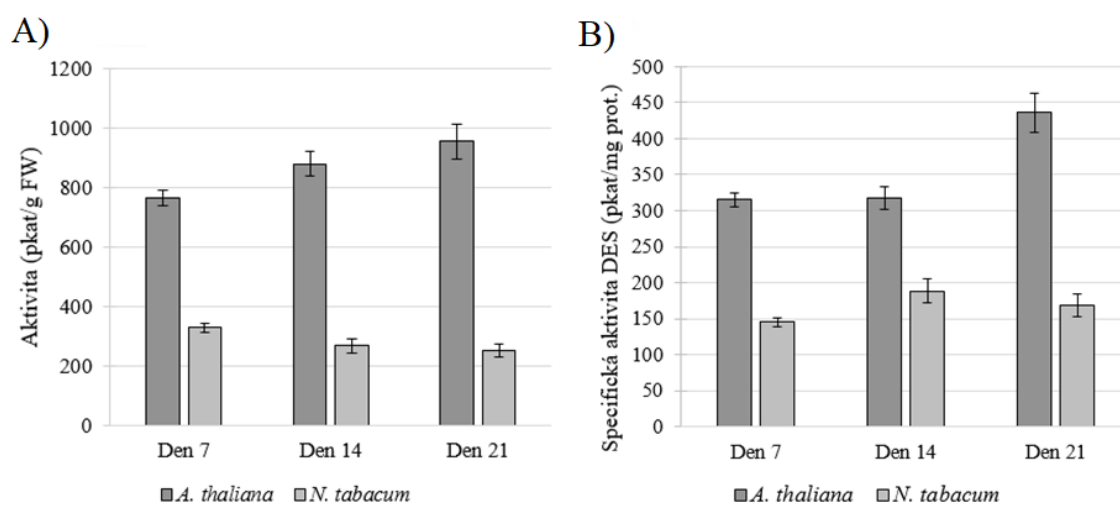 A)
Aktivita (pkat/g FW)
1200
1000
800
600
400
200
0
Den 7 Den 14 Den 21
A. thaliana N. tabacum
B)
Specifická aktivita DES (pkat/mg prot.)
500
450
400
350
300
250
200
150
100
50
0
Den 7 Den 14 Den 21
A. thaliana N. tabacum